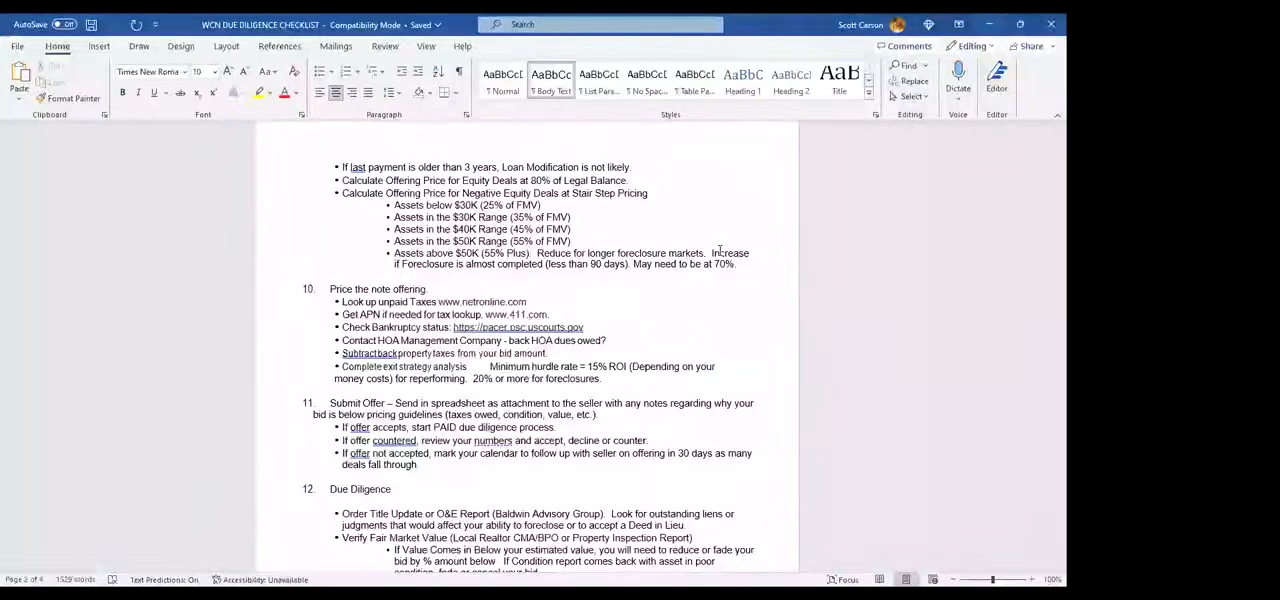 AutoSave Off WCN DUE DILIGENCE CHECKLIST - Compatibility Mode • Saved Search Scott Carson
File Home Insert Draw Design Layout References Mailings Review View Help Comments Editing Share
Paste Cut Copy Format Painter
Times New Roma 10
AaBbCcI AaBbCc AaBbCcI AaBbCcI AaBbCcI AaBbC AaBbCcI AaB
¶ Normal ¶ Body Text ¶ List Para... ¶ No Spac... ¶ Table Pa... Heading 1 Heading 2 Title
Find Replace Select Dictate Editor
Clipboard Font Paragraph Styles Editing Voice Editor
• If last payment is older than 3 years, Loan Modification is not likely.
• Calculate Offering Price for Equity Deals at 80% of Legal Balance.
• Calculate Offering Price for Negative Equity Deals at Stair Step Pricing
• Assets below $30K (25% of FMV)
• Assets in the $30K Range (35% of FMV)
• Assets in the $40K Range (45% of FMV)
• Assets in the $50K Range (55% of FMV)
• Assets above $50K (55% Plus). Reduce for longer foreclosure markets. Increase
if Foreclosure is almost completed (less than 90 days). May need to be at 70%.
10. Price the note offering.
• Look up unpaid Taxes www.netronline.com
• Get APN if needed for tax lookup, www.411.com.
• Check Bankruptcy status: https://pacer.psc.uscourts.gov
• Contact HOA Management Company - back HOA dues owed?
• Subtract back property taxes from your bid amount.
• Complete exit strategy analysis Minimum hurdle rate = 15% ROI (Depending on your
money costs) for reperforming. 20% or more for foreclosures.
11. Submit Offer – Send in spreadsheet as attachment to the seller with any notes regarding why your
bid is below pricing guidelines (taxes owed, condition, value, etc.).
• If offer accepts, start PAID due diligence process.
• If offer countered, review your numbers and accept, decline or counter.
• If offer not accepted, mark your calendar to follow up with seller on offering in 30 days as many
deals fall through.
12. Due Diligence
• Order Title Update or O&E Report (Baldwin Advisory Group). Look for outstanding liens or
judgments that would affect your ability to foreclose or to accept a Deed in Lieu.
• Verify Fair Market Value (Local Realtor CMA/BPO or Property Inspection Report)
• If Value Comes in Below your estimated value, you will need to reduce or fade your
bid by % amount below If Condition report comes back with asset in poor
condition, fade or cancel your bid
Page 2 of 4 1529 words Text Predictions: On Accessibility: Unavailable Focus 100%